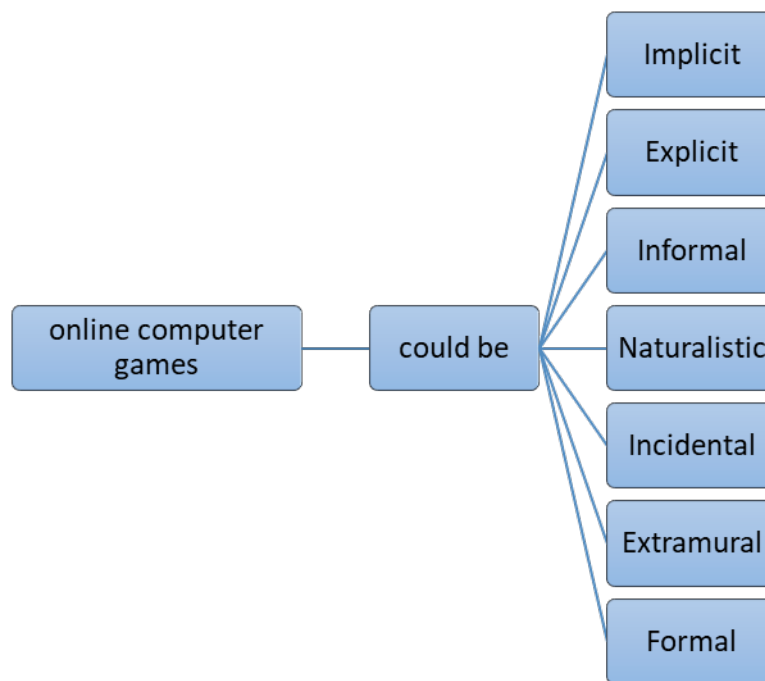 online computer
games
could be
Implicit
Explicit
Informal
Naturalistic
Incidental
Extramural
Formal